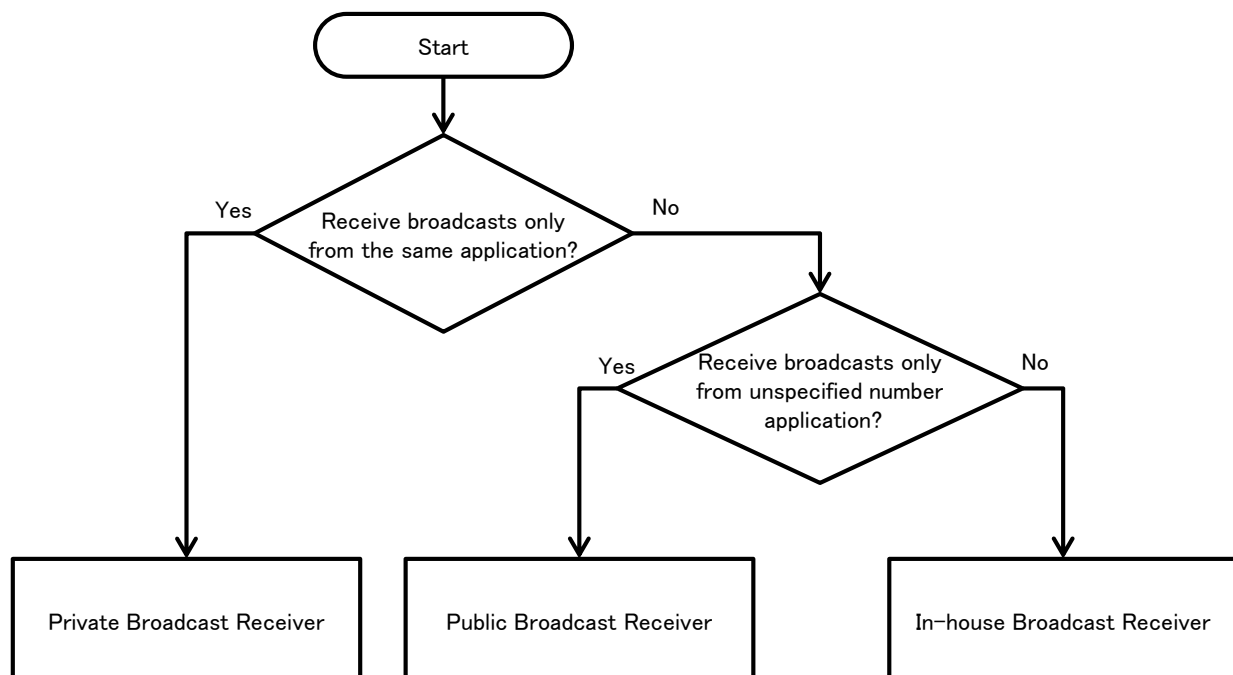 Start
Yes
No
Receive broadcasts only
from the same application?
Yes
No
Receive broadcasts only
from unspecified number
application?
Private Broadcast Receiver
Public Broadcast Receiver
In-house Broadcast Receiver